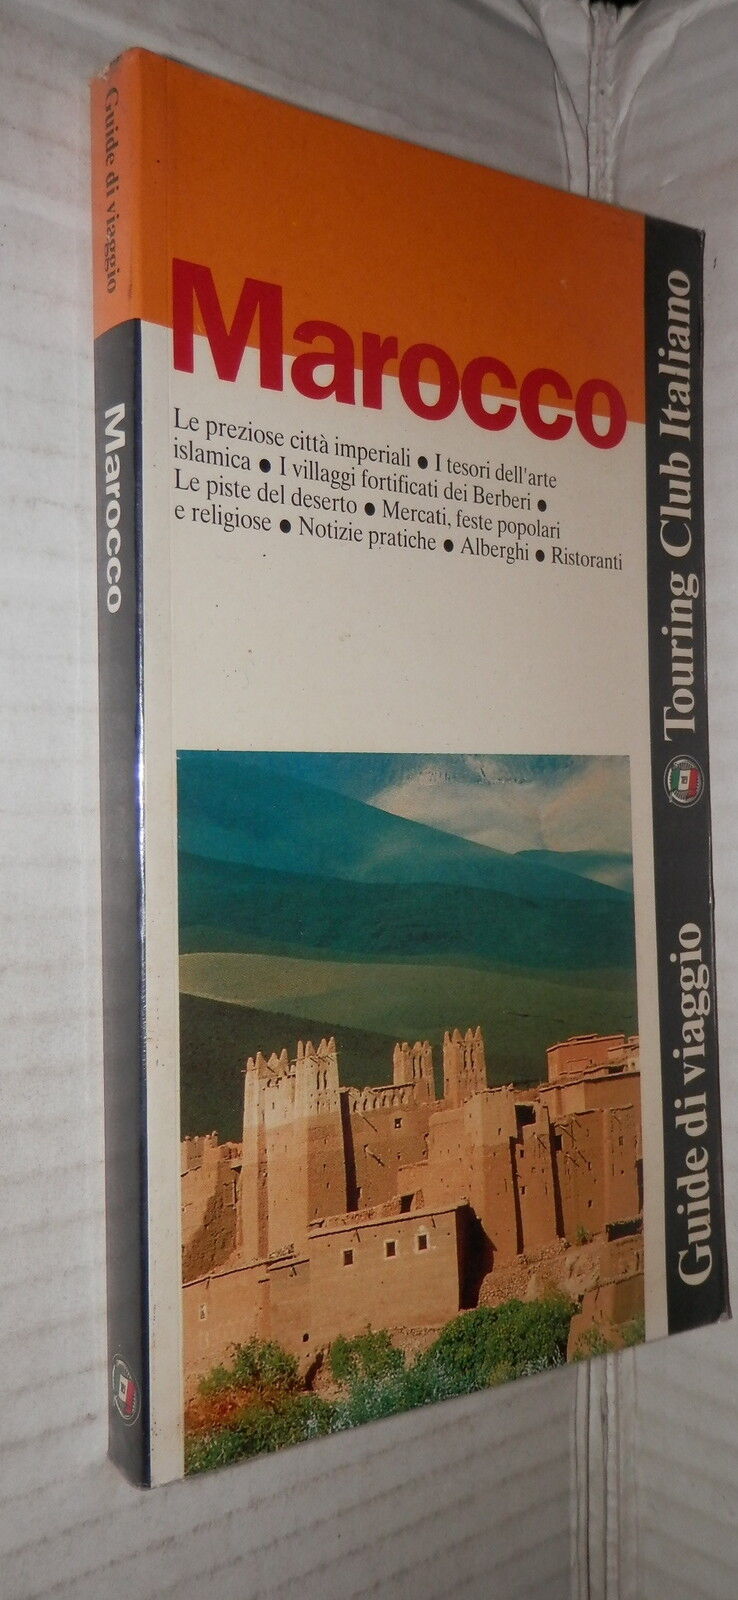 Guide di viaggio
Marocco
Marocco
Le preziose città imperiali ● I tesori dell'arte
islamica ● I villaggi fortificati dei Berberi ●
Le piste del deserto ● Mercati, feste popolari
e religiose ● Notizie pratiche ● Alberghi ● Ristoranti
Guide di viaggio
Touring Club Italiano